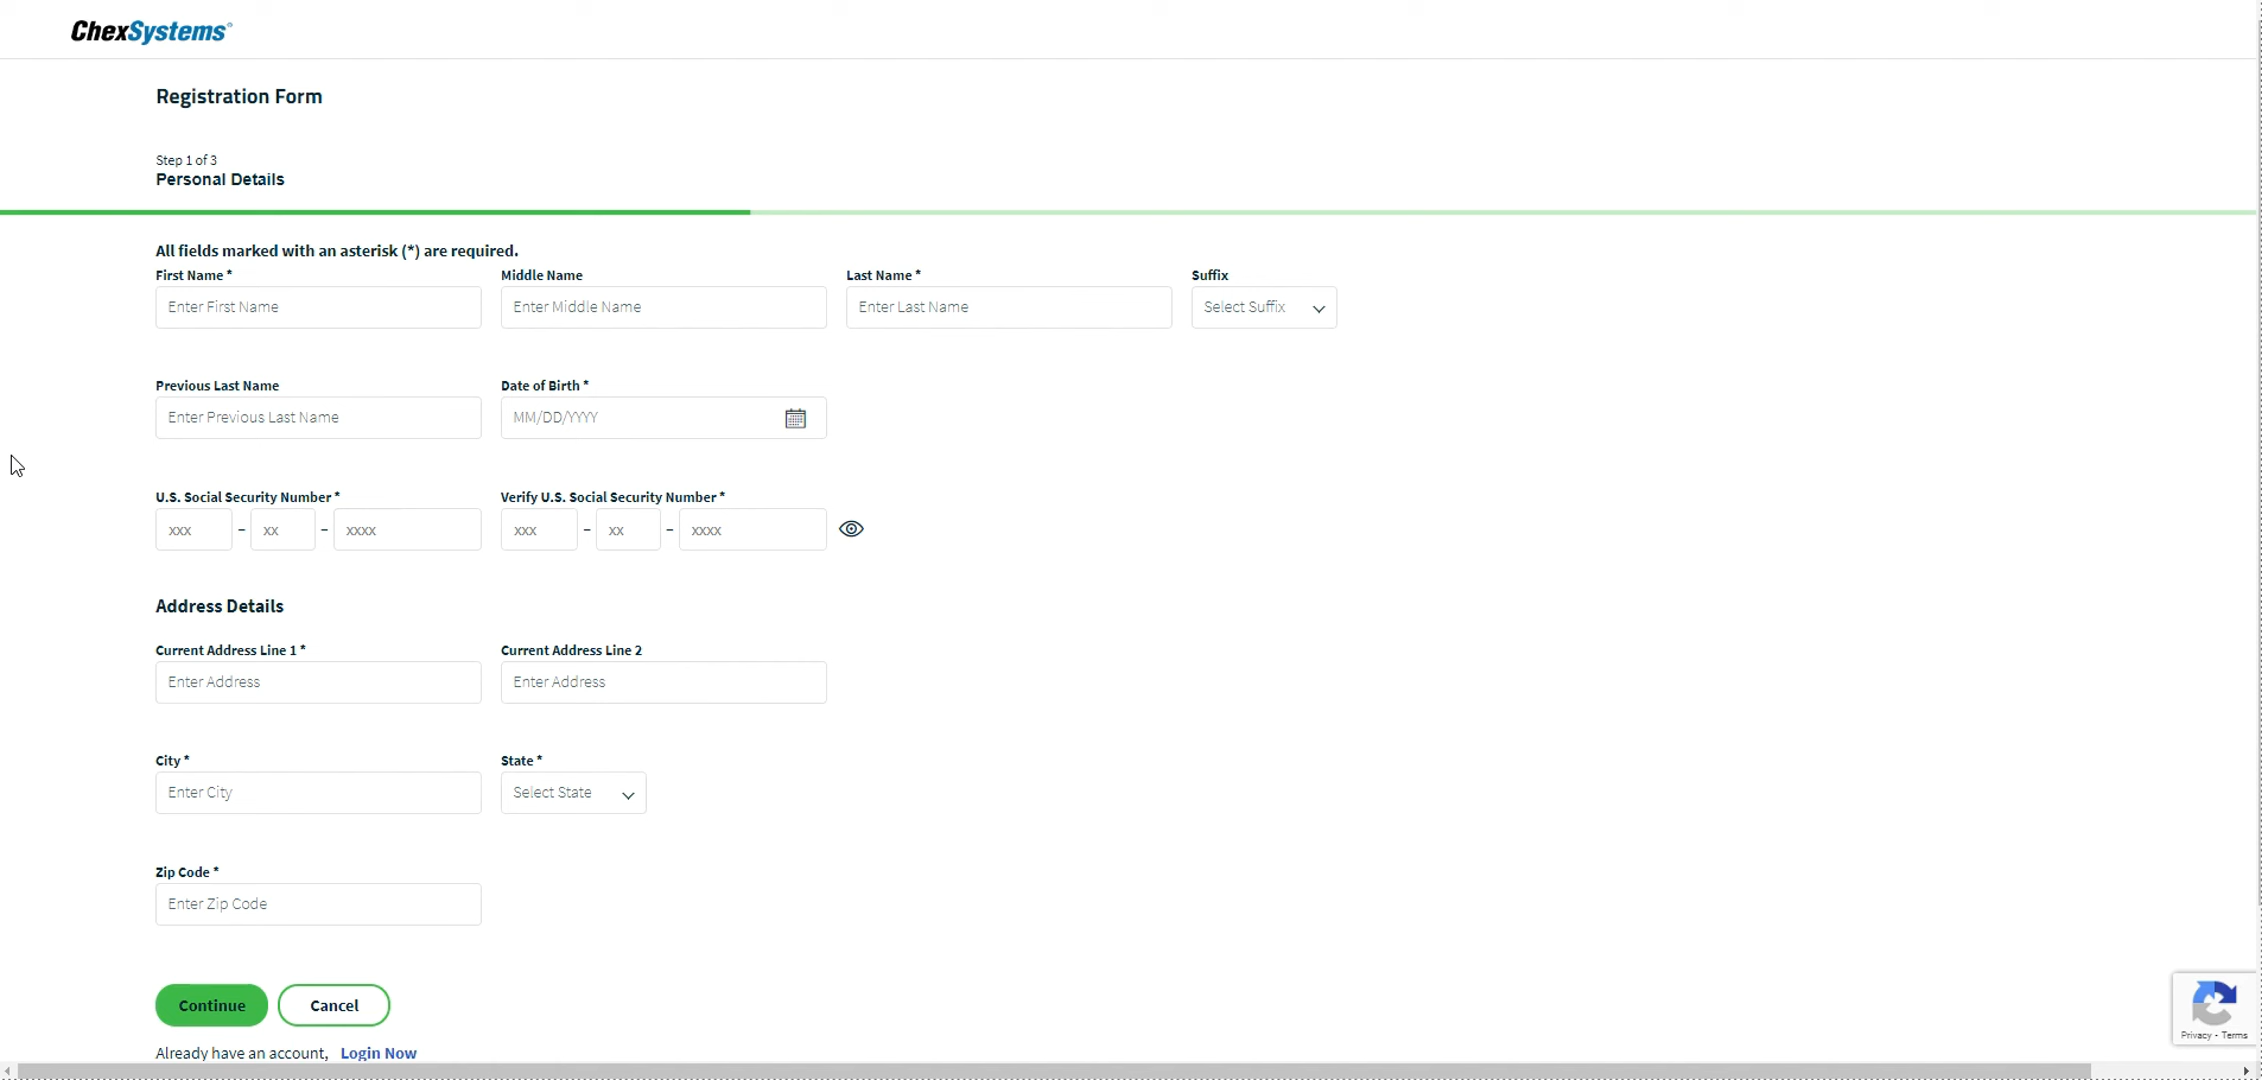 ChexSystems®
Registration Form
Step 1 of 3
Personal Details
All fields marked with an asterisk (*) are required.
First Name * Middle Name Last Name * Suffix
Enter First Name Enter Middle Name Enter Last Name Select Suffix
Previous Last Name Date of Birth *
Enter Previous Last Name MM/DD/YYYY
U.S. Social Security Number * Verify U.S. Social Security Number *
xxx - xx - xxxx xxx - xx - xxxx
Address Details
Current Address Line 1 * Current Address Line 2
Enter Address Enter Address
City * State *
Enter City Select State
Zip Code *
Enter Zip Code
Continue Cancel
Privacy - Terms
Already have an account, Login Now